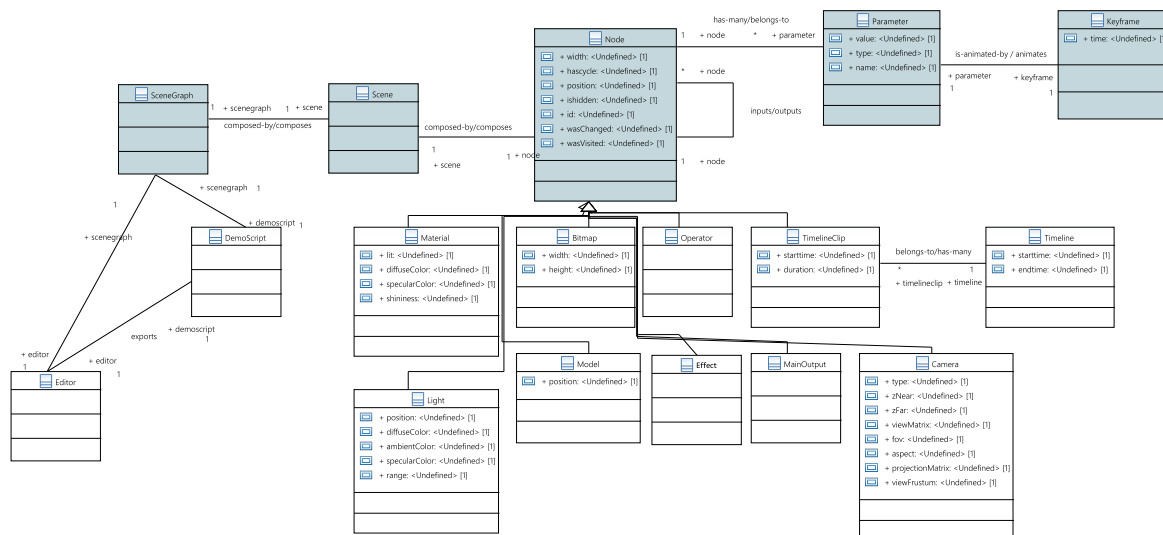 has-many/belongs-to
1 + node * + parameter
Parameter
+ value: <Undefined> [1]
+ type: <Undefined> [1]
+ name: <Undefined> [1]
is-animated-by / animates
+ parameter + keyframe
1 1
Keyframe
+ time: <Undefined> [1]
Node
+ width: <Undefined> [1]
+ hascycle: <Undefined> [1]
+ position: <Undefined> [1]
+ ishidden: <Undefined> [1]
+ id: <Undefined> [1]
+ wasChanged: <Undefined> [1]
+ wasVisited: <Undefined> [1]
* + node
inputs/outputs
1 + node
SceneGraph
1 + scenegraph 1 + scene
composed-by/composes
Scene
composed-by/composes
1 1 + node
+ scene
+ scenegraph 1
1
+ scenegraph
+ demoscript 1
DemoScript
exports
+ demoscript
1
+ editor
1
+ editor
1
Editor
Material
+ lit: <Undefined> [1]
+ diffuseColor: <Undefined> [1]
+ specularColor: <Undefined> [1]
+ shininess: <Undefined> [1]
Bitmap
+ width: <Undefined> [1]
+ height: <Undefined> [1]
Operator
TimelineClip
+ starttime: <Undefined> [1]
+ duration: <Undefined> [1]
belongs-to/has-many
* 1
+ timelineclip + timeline
Timeline
+ starttime: <Undefined> [1]
+ endtime: <Undefined> [1]
Light
+ position: <Undefined> [1]
+ diffuseColor: <Undefined> [1]
+ ambientColor: <Undefined> [1]
+ specularColor: <Undefined> [1]
+ range: <Undefined> [1]
Model
+ position: <Undefined> [1]
Effect
MainOutput
Camera
+ type: <Undefined> [1]
+ zNear: <Undefined> [1]
+ zFar: <Undefined> [1]
+ viewMatrix: <Undefined> [1]
+ fov: <Undefined> [1]
+ aspect: <Undefined> [1]
+ projectionMatrix: <Undefined> [1]
+ viewFrustum: <Undefined> [1]